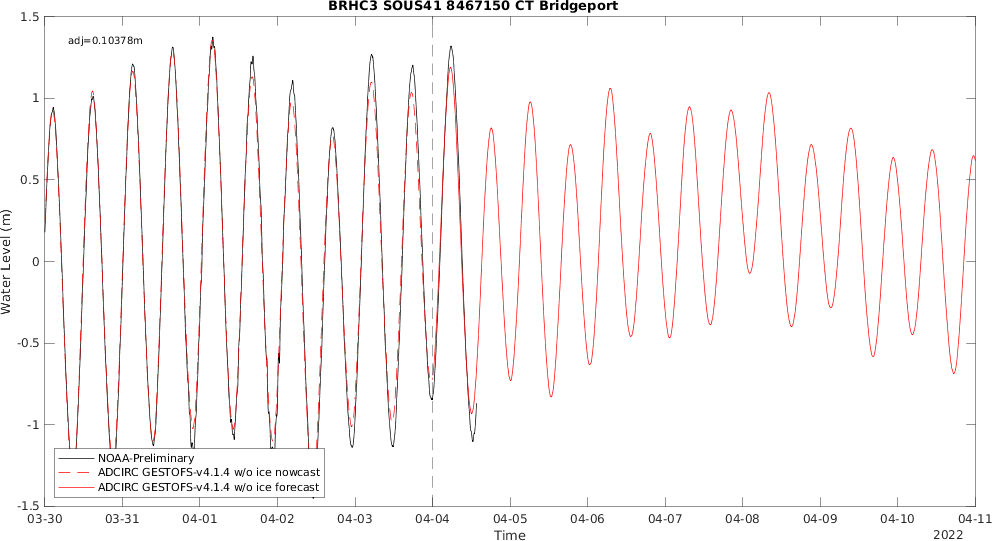 BRHC3 SOUS41 8467150 CT Bridgeport
adj=0.10378m
1.5
1
0.5
0
-0.5
-1
-1.5
Water Level (m)
NOAA-Preliminary
ADCIRC GESTOFS-v4.1.4 w/o ice nowcast
ADCIRC GESTOFS-v4.1.4 w/o ice forecast
03-30 03-31 04-01 04-02 04-03 04-04 04-05 04-06 04-07 04-08 04-09 04-10 04-11
Time
2022